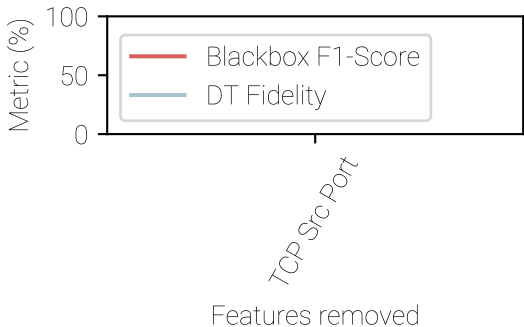 Metric (%)
100
50
0
Blackbox F1-Score
DT Fidelity
TCP Src Port
Features removed